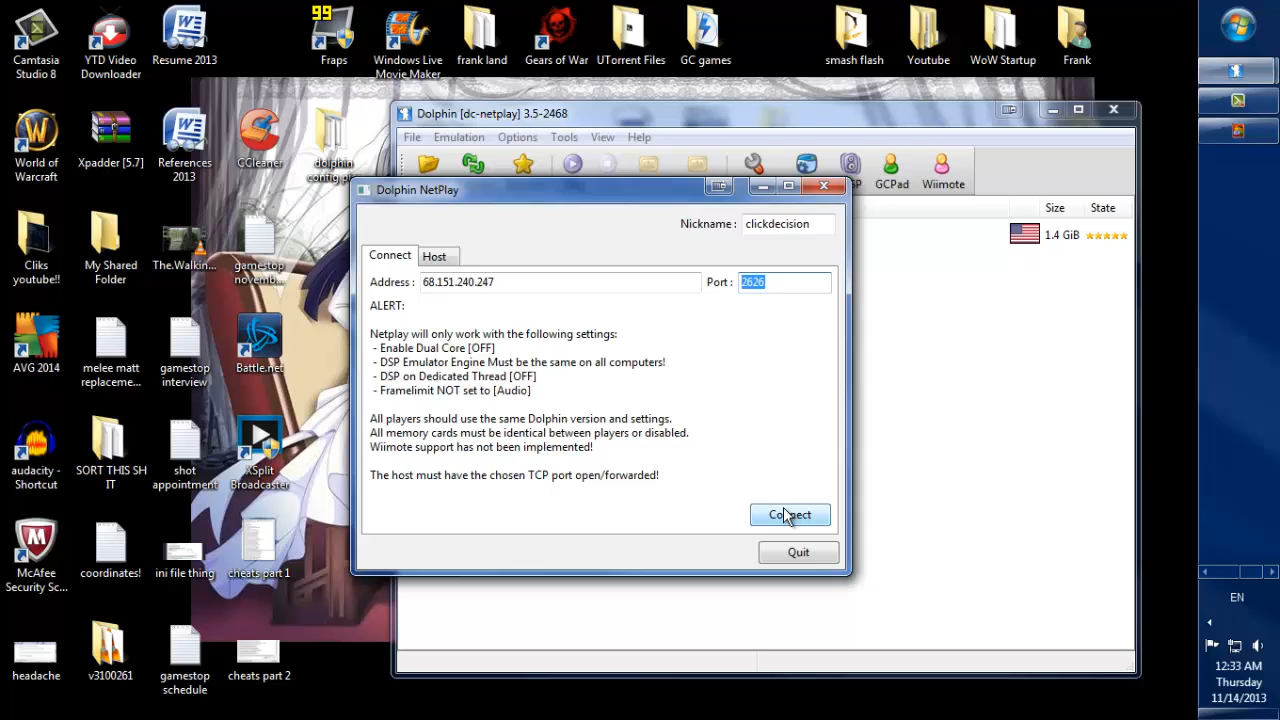 99
Camtasia
Studio 8
YTD Video
Downloader
Resume 2013
Fraps
Windows Live
Movie Maker
frank land
Gears of War
UTorrent Files
GC games
smash flash
Youtube
WoW Startup
Frank
World of
Warcraft
Xpadder [5.7]
References
2013
CCleaner
dolphin
Cliks
youtube!!
My Shared
Folder
The.Walkin...
gamestop
novemb...
AVG 2014
melee matt
replaceme...
gamestop
interview
Battle.net
audacity -
Shortcut
SORT THIS SH
IT
shot
appointment
XSplit
Broadcaster
McAfee
Security Sc...
coordinates!
ini file thing
cheats part 1
headache
v3100261
gamestop
schedule
cheats part 2
Dolphin [dc-netplay] 3.5-2468
File Emulation Options Tools View Help
GCPad
Wiimote
Size State
1.4 GiB
Dolphin NetPlay
Nickname : clickdecision
Connect Host
Address : 68.151.240.247 Port : 2626
ALERT:
Netplay will only work with the following settings:
- Enable Dual Core [OFF]
- DSP Emulator Engine Must be the same on all computers!
- DSP on Dedicated Thread [OFF]
- Framelimit NOT set to [Audio]
All players should use the same Dolphin version and settings.
All memory cards must be identical between players or disabled.
Wiimote support has not been implemented!
The host must have the chosen TCP port open/forwarded!
Connect
Quit
EN
12:33 AM
Thursday
11/14/2013